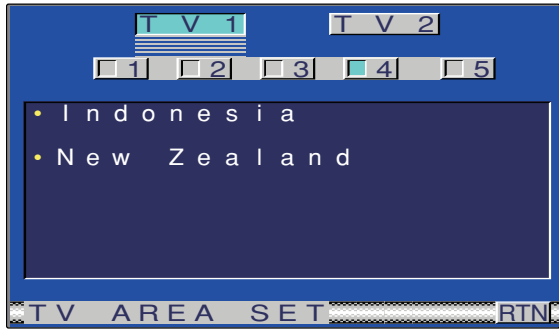 TV1 TV2
1 2 3 4 5
• Indonesia
• New Zealand
TV AREA SET RTN